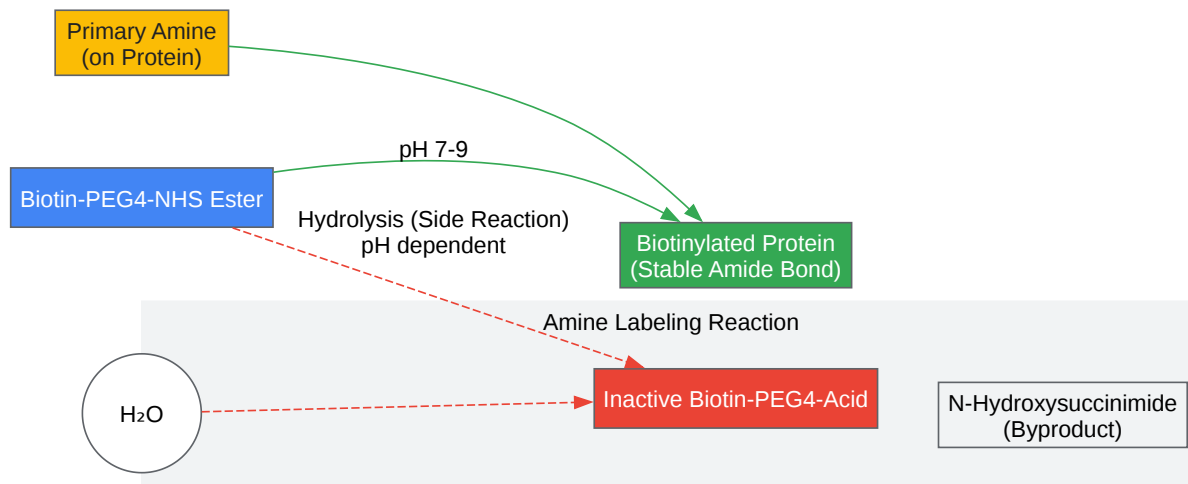 Primary Amine
(on Protein)
pH 7-9
Biotin-PEG4-NHS Ester
Hydrolysis (Side Reaction)
pH dependent
Biotinylated Protein
(Stable Amide Bond)
Amine Labeling Reaction
H₂O
Inactive Biotin-PEG4-Acid
N-Hydroxysuccinimide
(Byproduct)